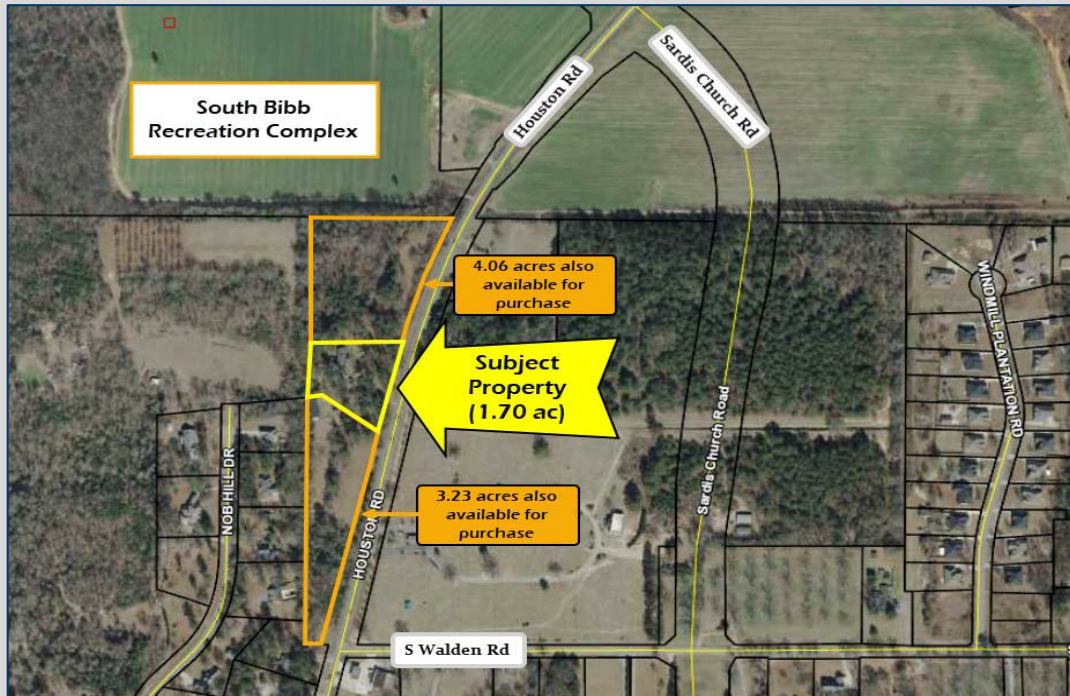 South Bibb
Recreation Complex
Houston Rd
Sardis Church Rd
4.06 acres also
available for
purchase
Subject
Property
(1.70 ac)
WINDMILL PLANTATION RD
NOB HILL DR
HOUSTON RD
3.23 acres also
available for
purchase
Sardis Church Road
S Walden Rd
S